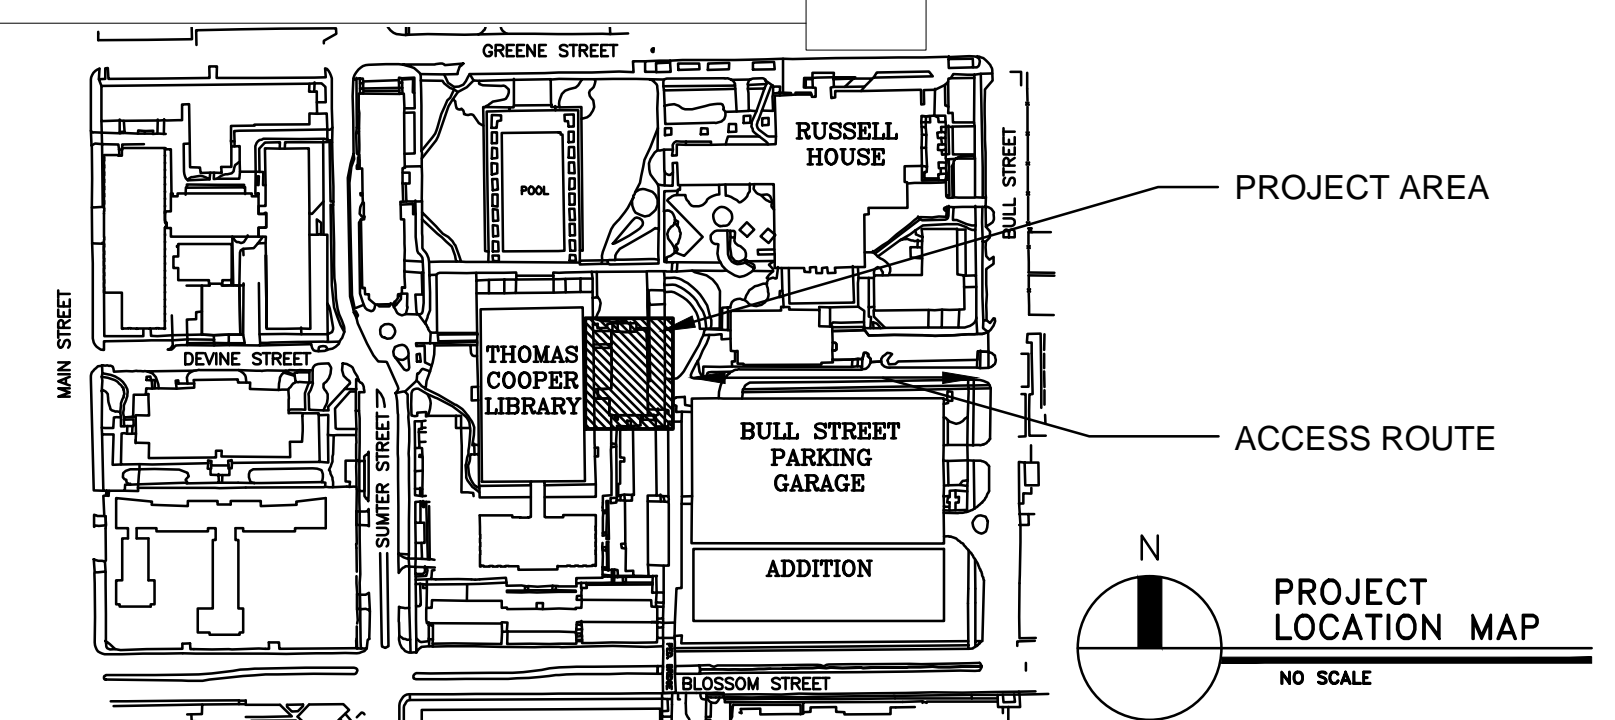 GREENE STREET
RUSSELL
HOUSE
BULL STREET
POOL
PROJECT AREA
MAIN STREET
DEVINE STREET
THOMAS
COOPER
LIBRARY
SUMTER STREET
BULL STREET
PARKING
GARAGE
ACCESS ROUTE
ADDITION
N
PROJECT
LOCATION MAP
NO SCALE
BLOSSOM STREET